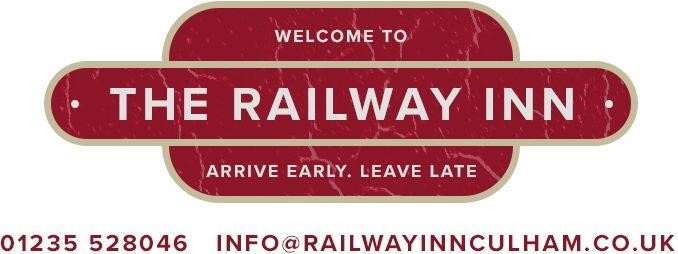 WELCOME TO
• THE RAILWAY INN •
ARRIVE EARLY. LEAVE LATE
01235 528046 INFO@RAILWAYINNCULHAM.CO.UK